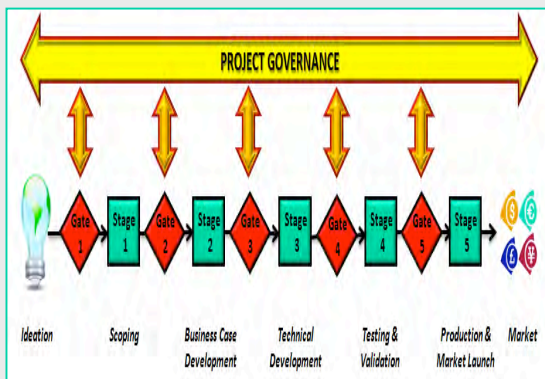 PROJECT GOVERNANCE
Gate
1
Stage
1
Gate
2
Stage
2
Gate
3
Stage
3
Gate
4
Stage
4
Gate
5
Stage
5
$
€
£
¥
Ideation
Scoping
Business Case
Development
Technical
Development
Testing &
Validation
Production &
Market Launch
Market